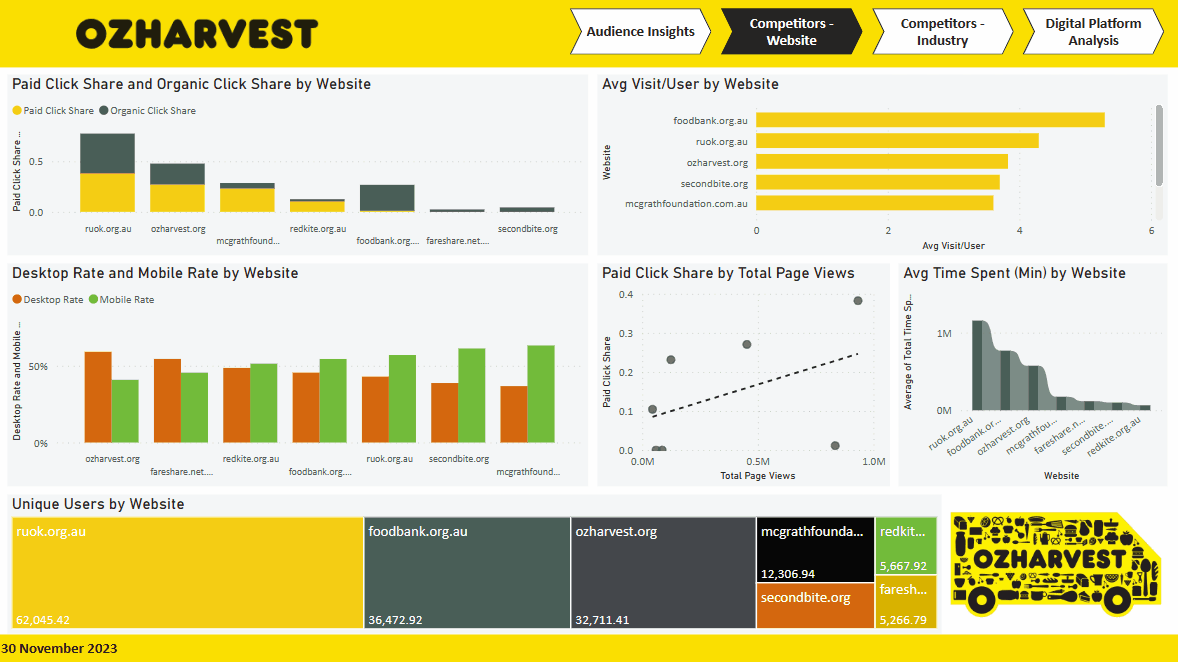 OZHARVEST
Audience Insights
Competitors -
Website
Competitors -
Industry
Digital Platform
Analysis
Paid Click Share and Organic Click Share by Website
Paid Click Share
Organic Click Share
Paid Click Share ...
0.5
0.0
ruok.org.au
ozharvest.org
mcgrathfound...
redkite.org.au
foodbank.org....
fareshare.net....
secondbite.org
Avg Visit/User by Website
Website
foodbank.org.au
ruok.org.au
ozharvest.org
secondbite.org
mcgrathfoundation.com.au
0
2
4
6
Avg Visit/User
Desktop Rate and Mobile Rate by Website
Desktop Rate
Mobile Rate
Desktop Rate and Mobile ...
50%
0%
ozharvest.org
fareshare.net....
redkite.org.au
foodbank.org....
ruok.org.au
secondbite.org
mcgrathfound...
Paid Click Share by Total Page Views
Paid Click Share
0.4
0.3
0.2
0.1
0.0
0.0M
0.5M
1.0M
Total Page Views
Avg Time Spent (Min) by Website
Average of Total Time Sp...
1M
0M
ruok.org.au
foodbank.or...
ozharvest.org
mcgrathfou...
fareshare.n...
secondbite....
redkite.org.au
Website
Unique Users by Website
ruok.org.au
62,045.42
foodbank.org.au
36,472.92
ozharvest.org
32,711.41
mcgrathfounda...
12,306.94
secondbite.org
redkit...
5,667.92
faresh...
5,266.79
OZHARVEST
30 November 2023